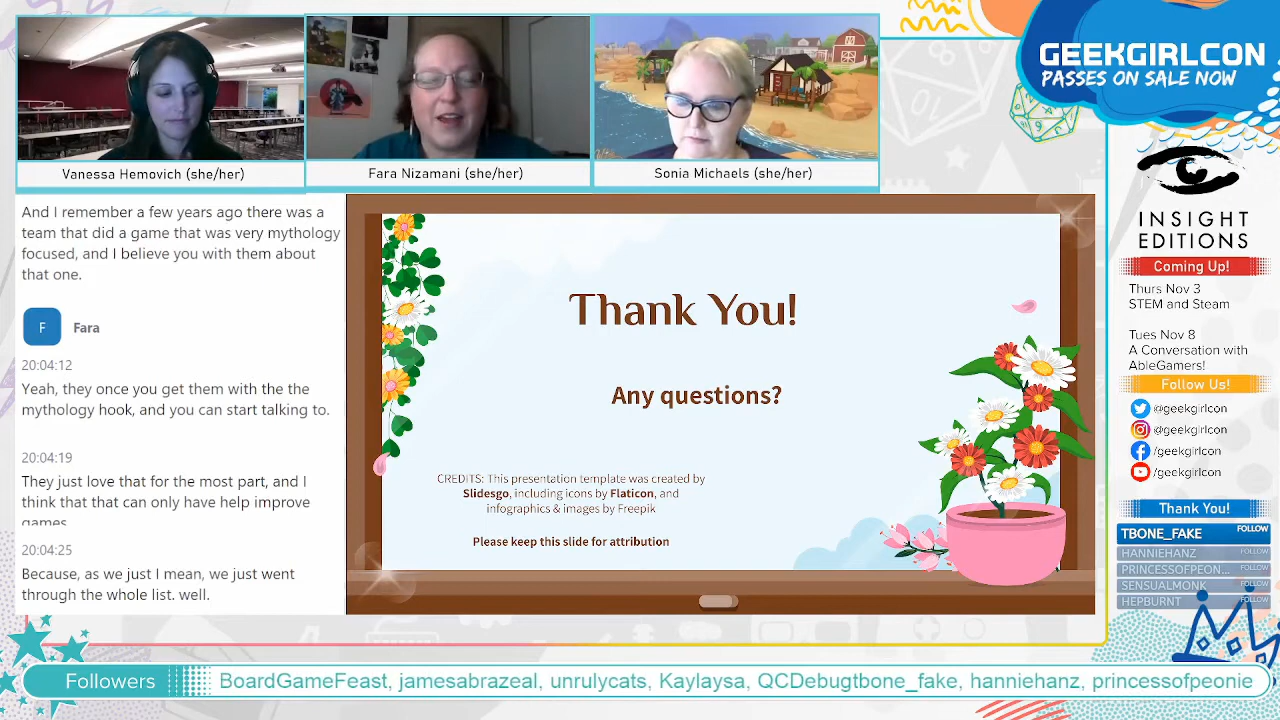 Vanessa Hemovich (she/her)
Fara Nizamani (she/her)
Sonia Michaels (she/her)
GEEKGIRLCON
PASSES ON SALE NOW
And I remember a few years ago there was a
team that did a game that was very mythology
focused, and I believe you with them about
that one.
F
Fara
20:04:12
Yeah, they once you get them with the the
mythology hook, and you can start talking to.
20:04:19
They just love that for the most part, and I
think that that can only have help improve
games
20:04:25
Because, as we just I mean, we just went
through the whole list. well.
Thank You!
Any questions?
CREDITS: This presentation template was created by
Slidesgo, including icons by Flaticon, and
infographics & images by Freepik
Please keep this slide for attribution
INSIGHT
EDITIONS
Coming Up!
Thurs Nov 3
STEM and Steam
Tues Nov 8
A Conversation with
AbleGamers!
Follow Us!
@geekgirlcon
@geekgirlcon
/geekgirlcon
/geekgirlcon
Thank You!
TBONE_FAKE FOLLOW
HANNIEHANZ FOLLOW
PRINCESSOFPEON... FOLLOW
SENSUALMONK FOLLOW
HEPBURNT FOLLOW
Followers
BoardGameFeast, jamesabrazeal, unrulycats, Kaylaysa, QCDebugtbone_fake, hanniehanz, princessofpeonie